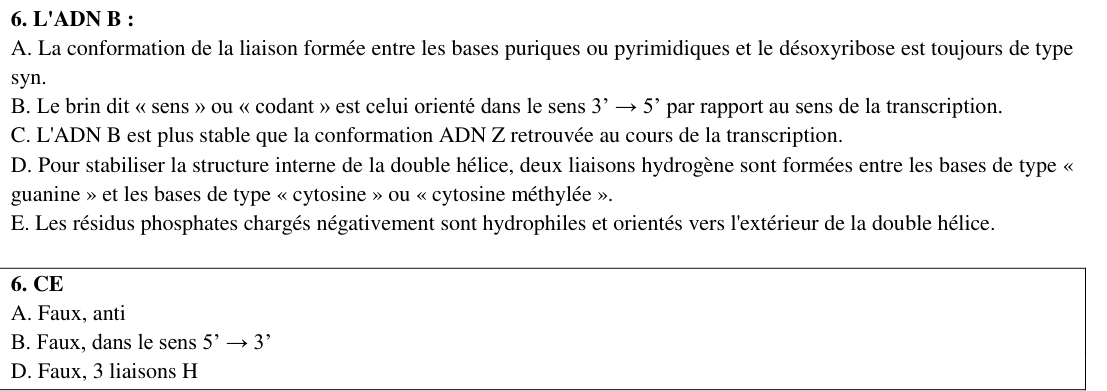 6. L'ADN B :
A. La conformation de la liaison formée entre les bases puriques ou pyrimidiques et le désoxyribose est toujours de type
syn.
B. Le brin dit « sens » ou « codant » est celui orienté dans le sens 3’ → 5’ par rapport au sens de la transcription.
C. L'ADN B est plus stable que la conformation ADN Z retrouvée au cours de la transcription.
D. Pour stabiliser la structure interne de la double hélice, deux liaisons hydrogène sont formées entre les bases de type «
guanine » et les bases de type « cytosine » ou « cytosine méthylée ».
E. Les résidus phosphates chargés négativement sont hydrophiles et orientés vers l'extérieur de la double hélice.
6. CE
A. Faux, anti
B. Faux, dans le sens 5’ → 3’
D. Faux, 3 liaisons H